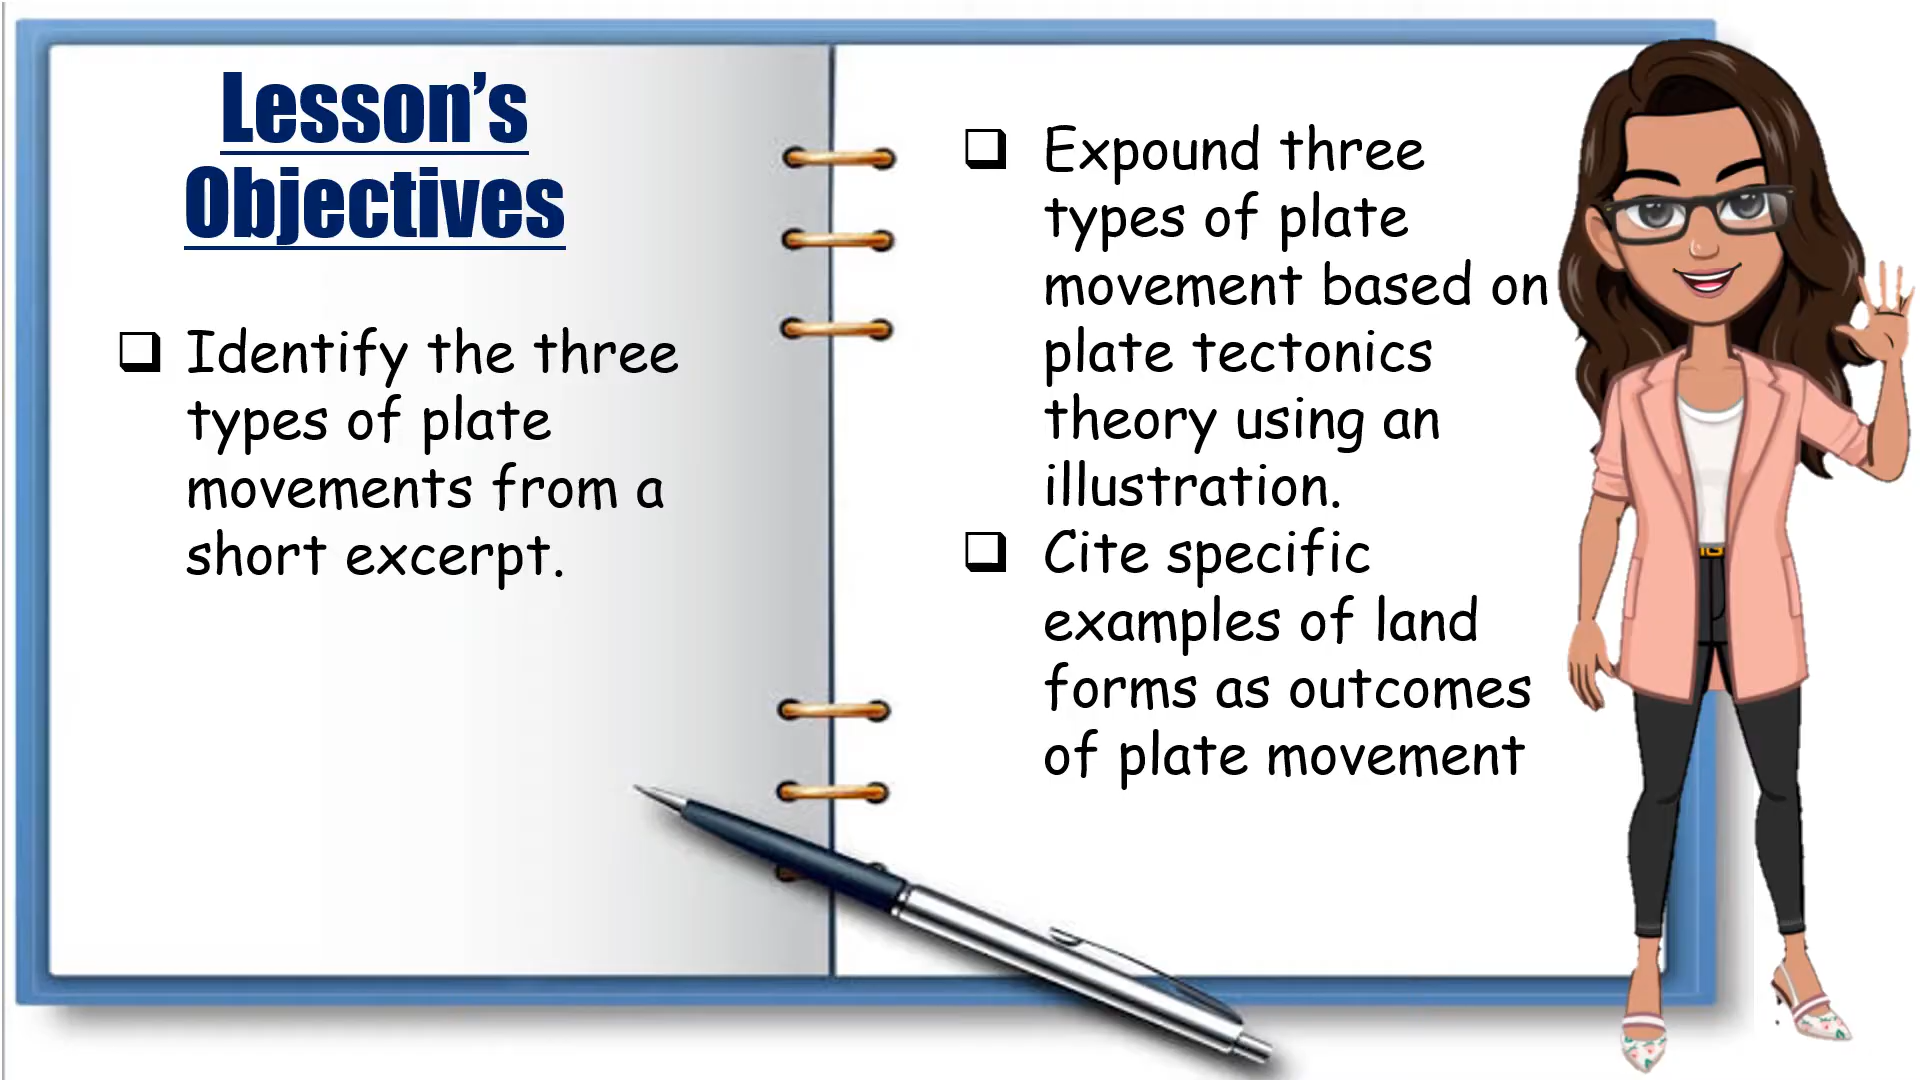 Lesson’s
Objectives
❑ Identify the three
types of plate
movements from a
short excerpt.
❑ Expound three
types of plate
movement based on
plate tectonics
theory using an
illustration.
❑ Cite specific
examples of land
forms as outcomes
of plate movement